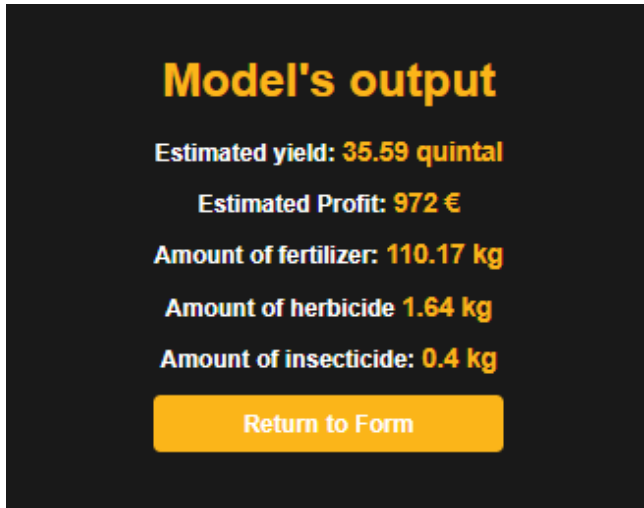 Model's output
Estimated yield: 35.59 quintal
Estimated Profit: 972 €
Amount of fertilizer: 110.17 kg
Amount of herbicide 1.64 kg
Amount of insecticide: 0.4 kg
Return to Form